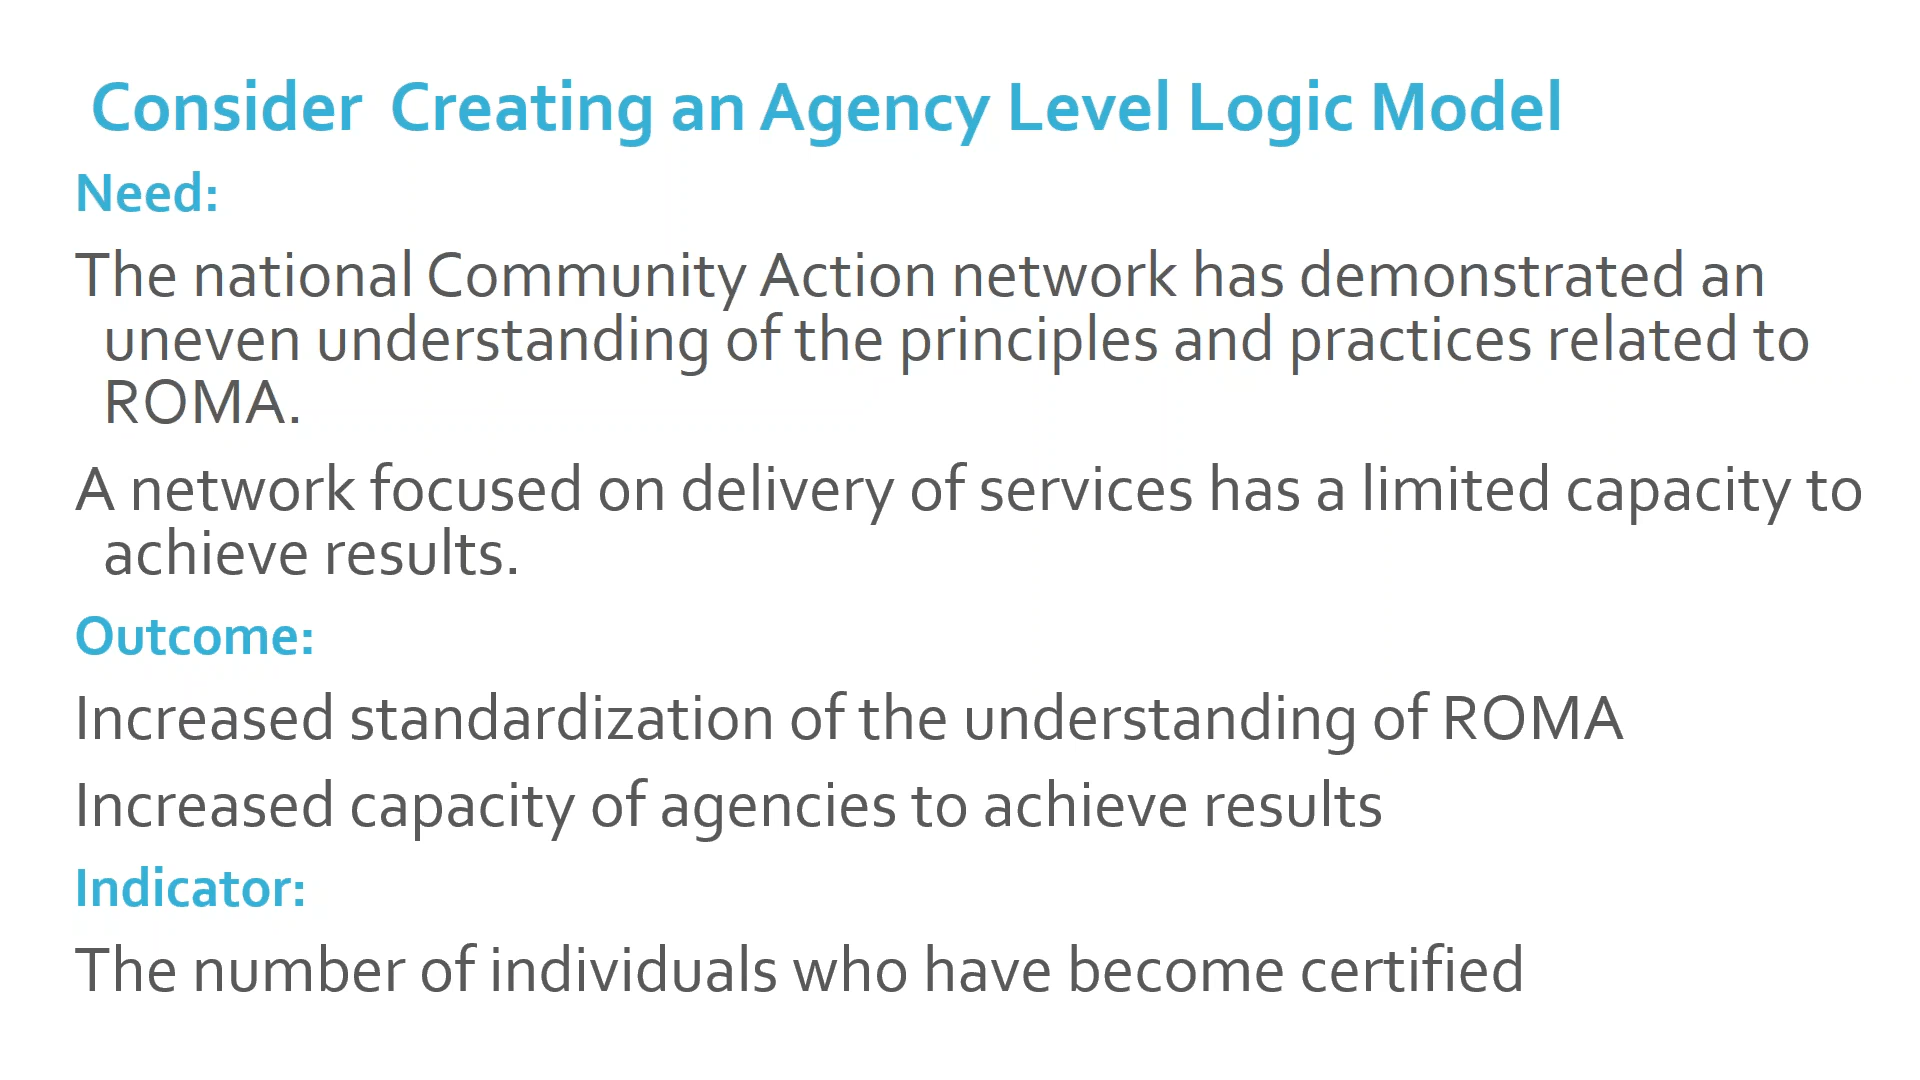 Consider  Creating an Agency Level Logic Model
Need:
The national Community Action network has demonstrated an
uneven understanding of the principles and practices related to
ROMA.
A network focused on delivery of services has a limited capacity to
achieve results.
Outcome:
Increased standardization of the understanding of ROMA
Increased capacity of agencies to achieve results
Indicator:
The number of individuals who have become certified